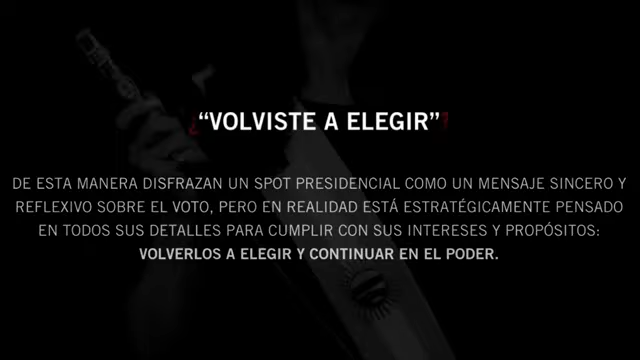 ¿“VOLVISTE A ELEGIR”
DE ESTA MANERA DISFRAZAN UN SPOT PRESIDENCIAL COMO UN MENSAJE SINCERO Y
REFLEXIVO SOBRE EL VOTO, PERO EN REALIDAD ESTÁ ESTRATÉGICAMENTE PENSADO
EN TODOS SUS DETALLES PARA CUMPLIR CON SUS INTERESES Y PROPÓSITOS:
VOLVERLOS A ELEGIR Y CONTINUAR EN EL PODER.